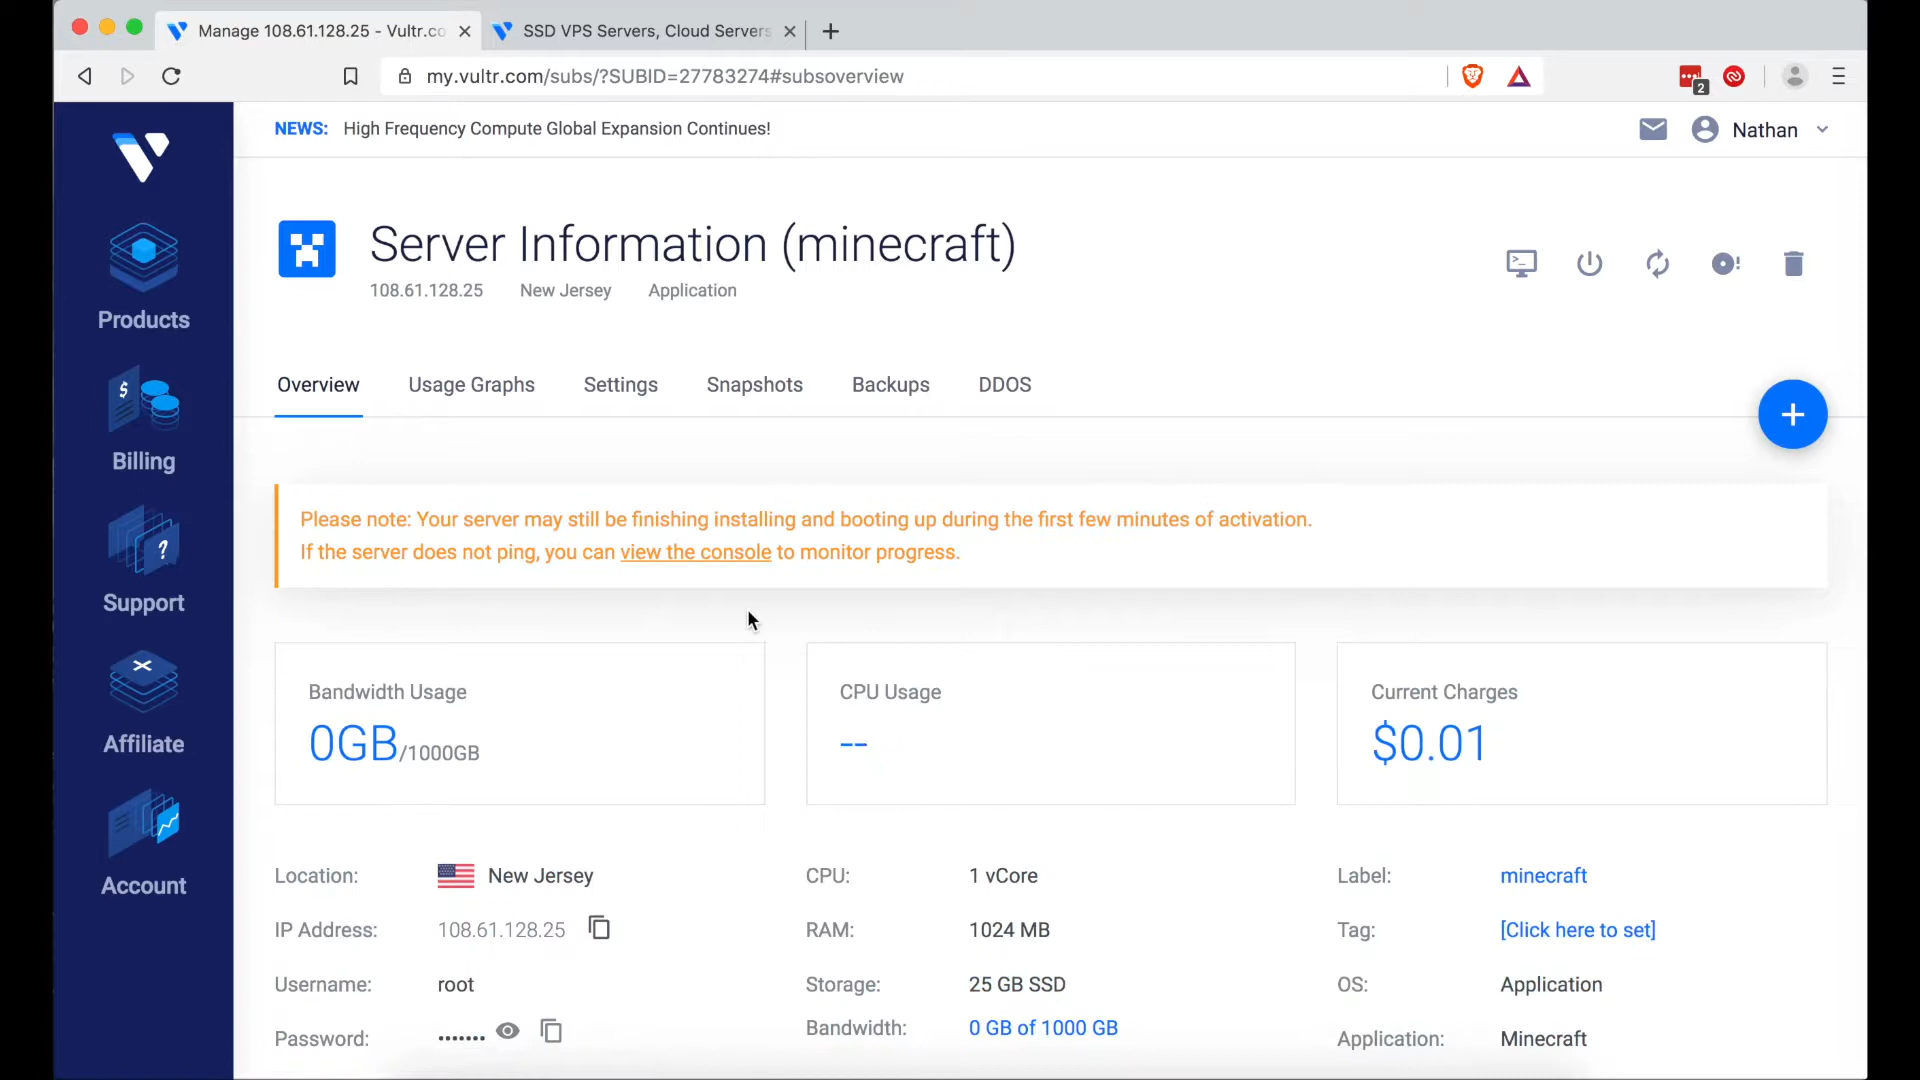 Manage 108.61.128.25 - Vultr.co
SSD VPS Servers, Cloud Servers
my.vultr.com/subs/?SUBID=27783274#subsoverview
2
NEWS: High Frequency Compute Global Expansion Continues!
Nathan
Server Information (minecraft)
108.61.128.25 New Jersey Application
Products
Billing
Support
Affiliate
Account
Overview Usage Graphs Settings Snapshots Backups DDOS
Please note: Your server may still be finishing installing and booting up during the first few minutes of activation.
If the server does not ping, you can view the console to monitor progress.
Bandwidth Usage
0GB/1000GB
CPU Usage
--
Current Charges
$0.01
Location: New Jersey
IP Address: 108.61.128.25
Username: root
Password: •••••••
CPU: 1 vCore
RAM: 1024 MB
Storage: 25 GB SSD
Bandwidth: 0 GB of 1000 GB
Label: minecraft
Tag: [Click here to set]
OS: Application
Application: Minecraft